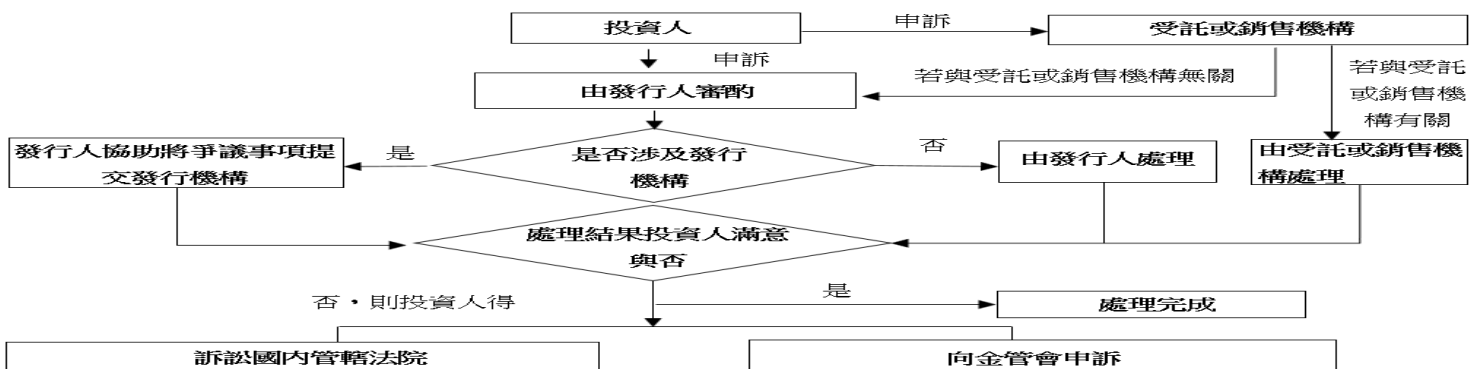 投資人
申訴
受託或銷售機構
申訴
若與受託或銷售機構無關
若與受託
或銷售機
構有關
由發行人審酌
是否涉及發行
機構
是
否
發行人協助將爭議事項提
交發行機構
由發行人處理
由受託或銷售機
構處理
處理結果投資人滿意
與否
否，則投資人得
是
處理完成
訴訟國內管轄法院
向金管會申訴